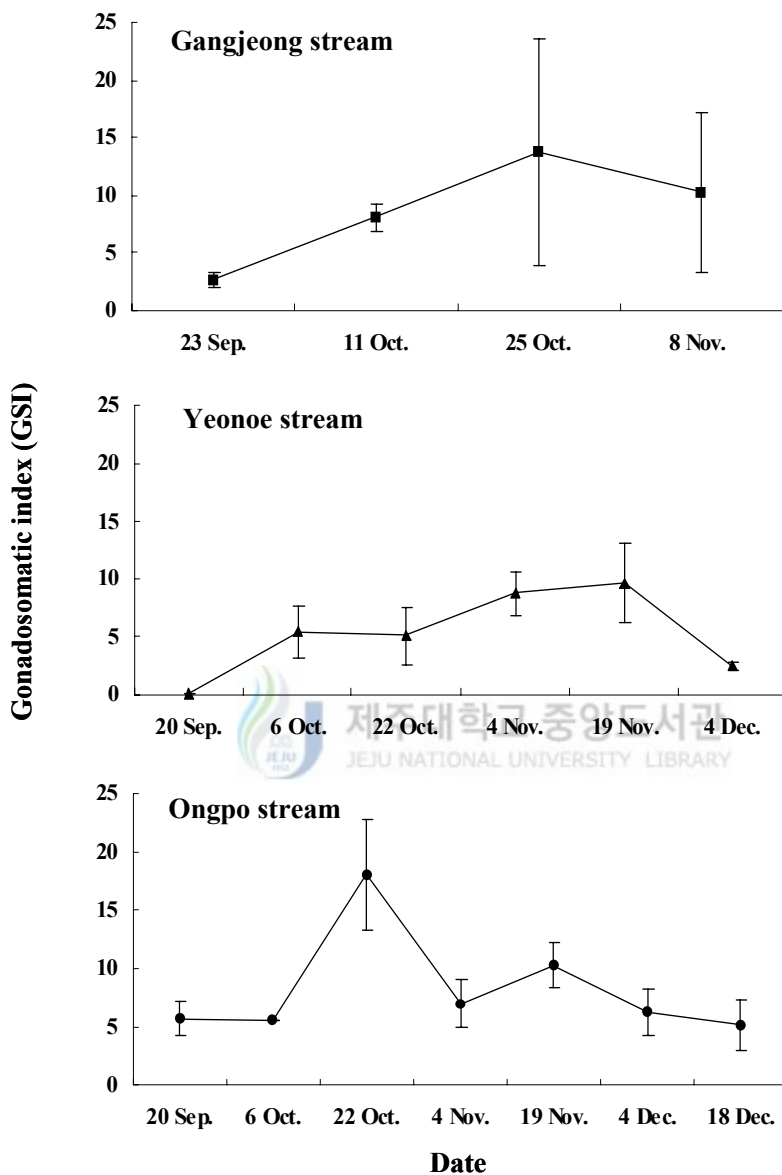 Gangjeong stream
25
20
15
10
5
0
23 Sep. 11 Oct. 25 Oct. 8 Nov.
Gonadosomatic index (GSI)
Yeonoe stream
25
20
15
10
5
0
20 Sep. 6 Oct. 22 Oct. 4 Nov. 19 Nov. 4 Dec.
제주대학교 중앙도서관
JEJU NATIONAL UNIVERSITY LIBRARY
JEJU
1952
Ongpo stream
25
20
15
10
5
0
20 Sep. 6 Oct. 22 Oct. 4 Nov. 19 Nov. 4 Dec. 18 Dec.
Date